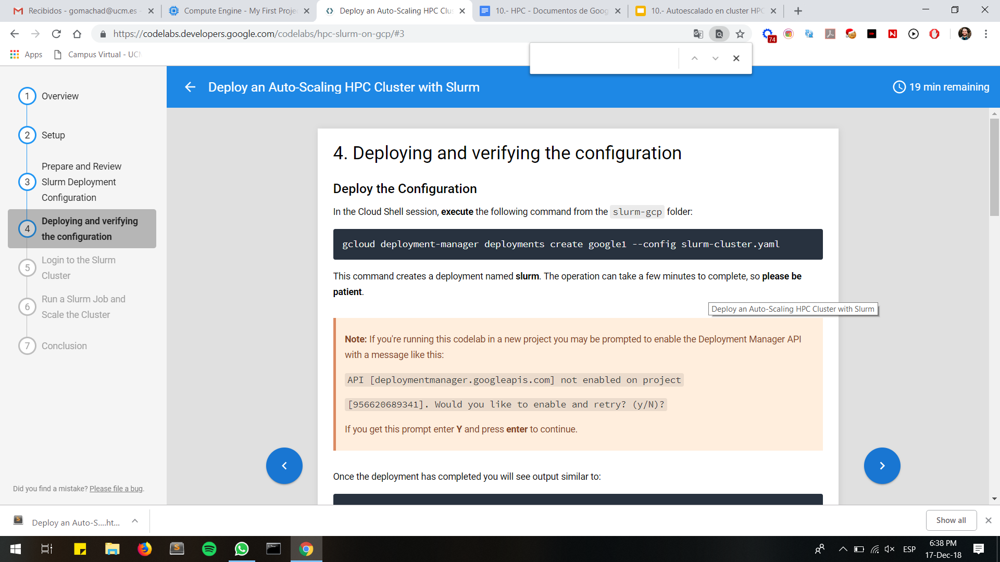 Recibidos - gomachad@ucm.es -
Compute Engine - My First Projec
Deploy an Auto-Scaling HPC Clus
10.- HPC - Documentos de Goog
10.- Autoescalado en cluster HPC
https://codelabs.developers.google.com/codelabs/hpc-slurm-on-gcp/#3
74
Apps
Campus Virtual - UCM
Deploy an Auto-Scaling HPC Cluster with Slurm
19 min remaining
1 Overview
2 Setup
3 Prepare and Review
Slurm Deployment
Configuration
4 Deploying and verifying
the configuration
5 Login to the Slurm
Cluster
6 Run a Slurm Job and
Scale the Cluster
7 Conclusion
Did you find a mistake? Please file a bug.
4. Deploying and verifying the configuration
Deploy the Configuration
In the Cloud Shell session, execute the following command from the slurm-gcp folder:
gcloud deployment-manager deployments create google1 --config slurm-cluster.yaml
This command creates a deployment named slurm. The operation can take a few minutes to complete, so please be
patient.
Deploy an Auto-Scaling HPC Cluster with Slurm
Note: If you're running this codelab in a new project you may be prompted to enable the Deployment Manager API
with a message like this:
API [deploymentmanager.googleapis.com] not enabled on project
[956620689341]. Would you like to enable and retry? (y/N)?
If you get this prompt enter Y and press enter to continue.
Once the deployment has completed you will see output similar to:
Deploy an Auto-S....ht...
Show all
ESP
6:38 PM
17-Dec-18